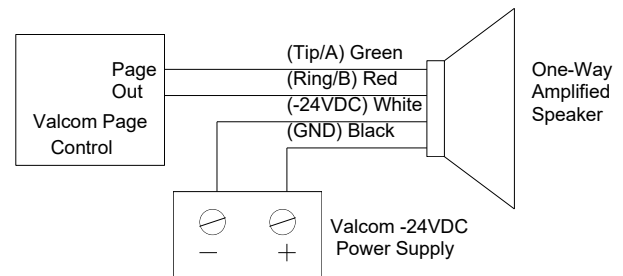 Page
Out
Valcom Page
Control
(Tip/A) Green
(Ring/B) Red
(-24VDC) White
(GND) Black
One-Way
Amplified
Speaker
Valcom -24VDC
Power Supply
— +